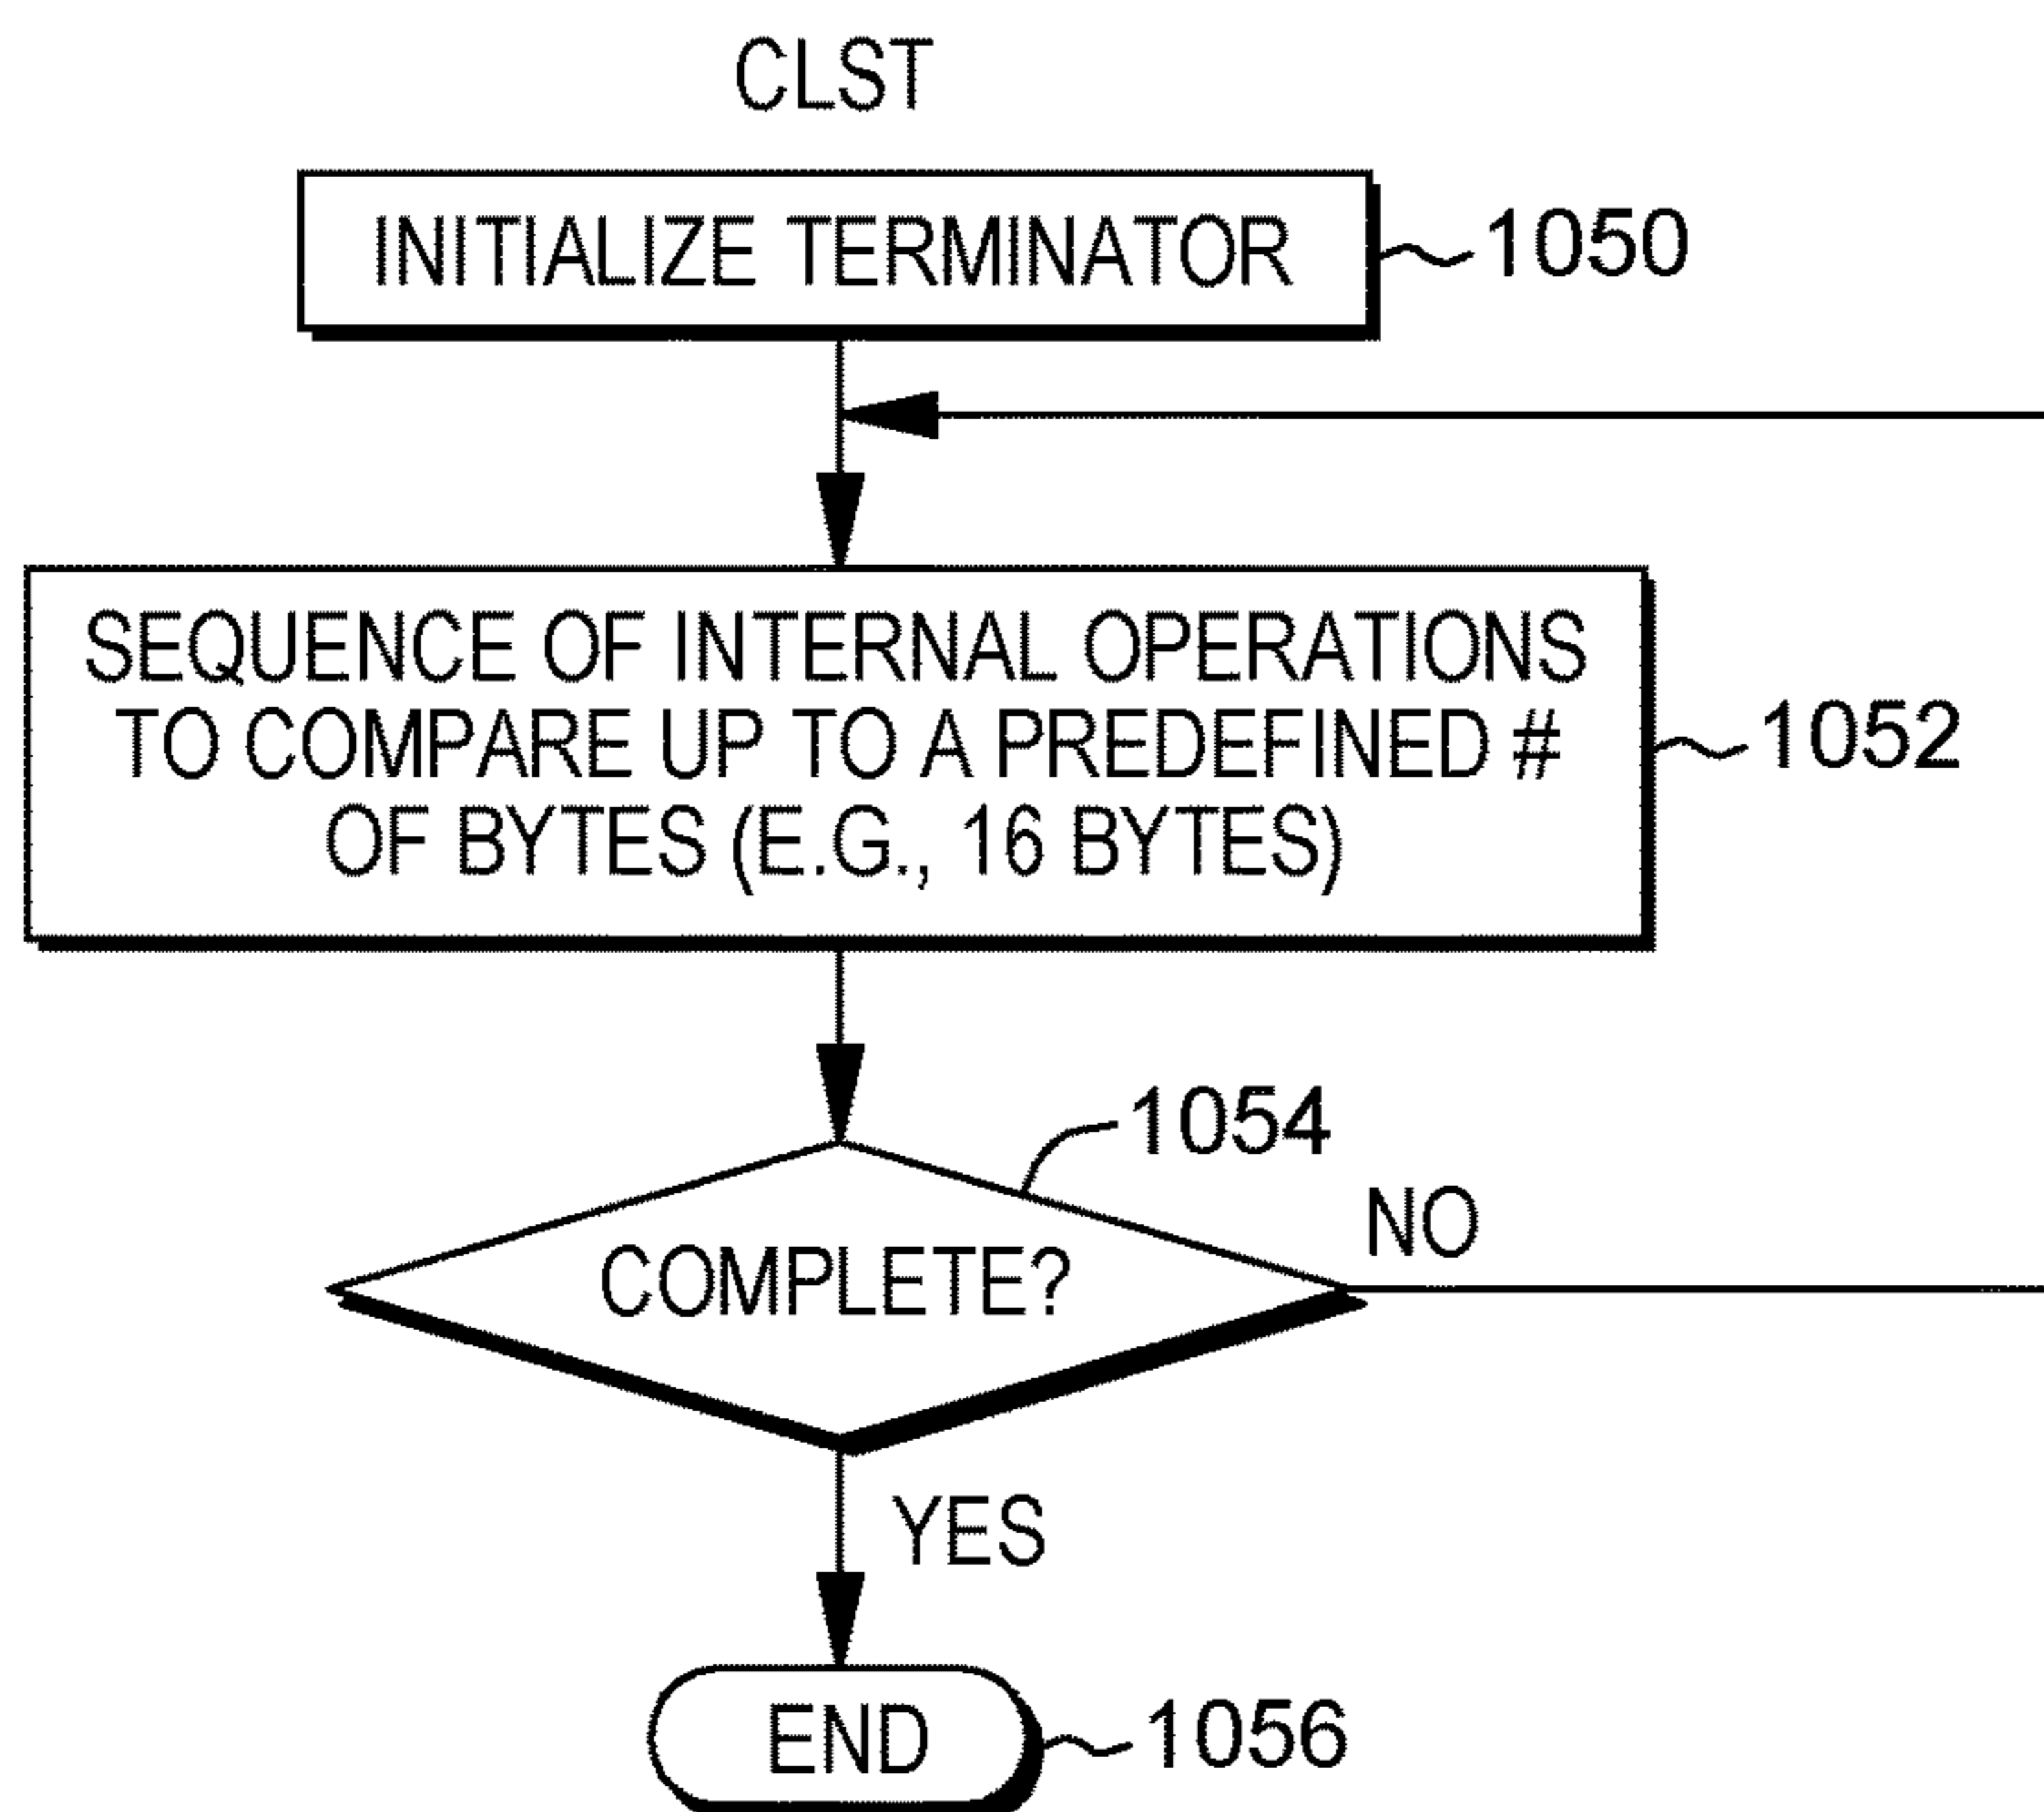 CLST
INITIALIZE TERMINATOR
1050
SEQUENCE OF INTERNAL OPERATIONS
TO COMPARE UP TO A PREDEFINED #
OF BYTES (E.G., 16 BYTES)
1052
1054
COMPLETE?
NO
YES
END
1056